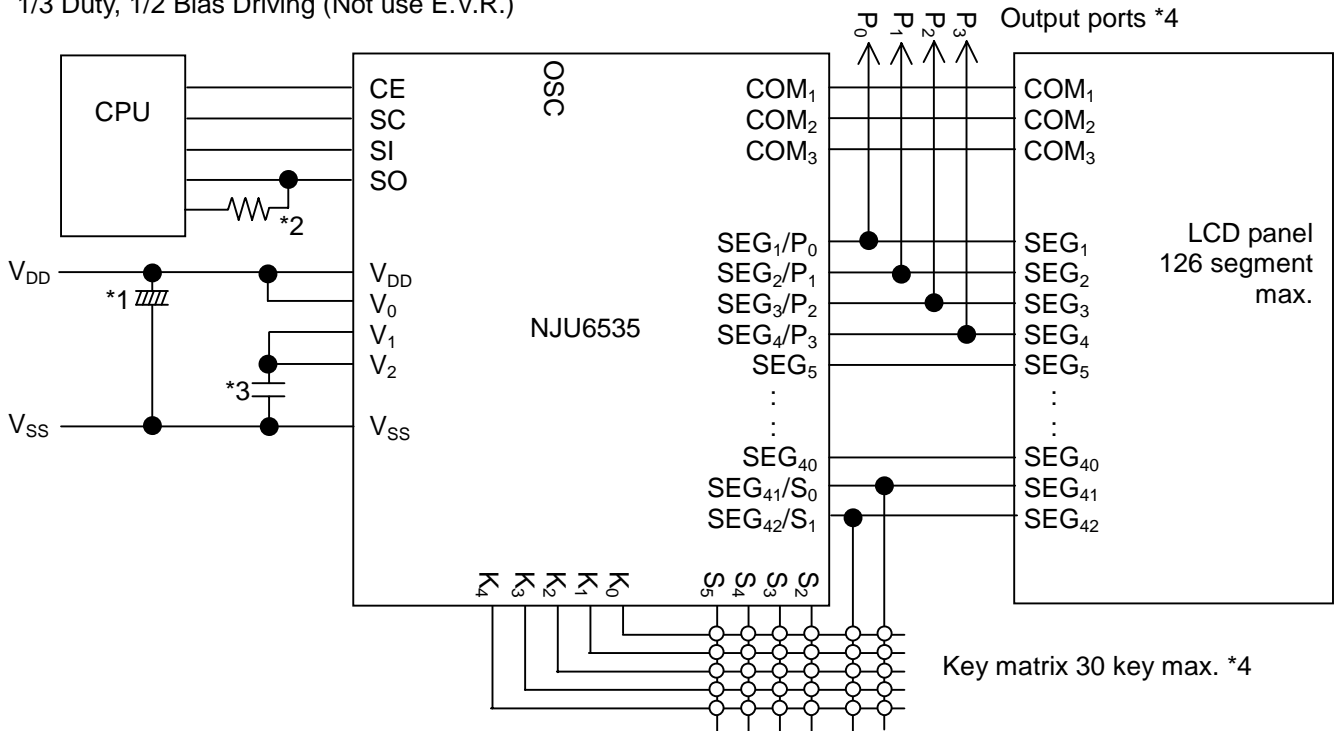 1/3 Duty, 1/2 Bias Driving (Not use E.V.R.)
P₀ P₁ P₂ P₃ Output ports *4
CPU
OSC
CE
SC
SI
SO
*2
COM₁
COM₂
COM₃
COM₁
COM₂
COM₃
V_DD
*1
V_DD
V₀
V₁
V₂
*3
V_SS
V_SS
NJU6535
SEG₁/P₀
SEG₂/P₁
SEG₃/P₂
SEG₄/P₃
SEG₅
:
:
SEG₄₀
SEG₄₁/S₀
SEG₄₂/S₁
SEG₁
SEG₂
SEG₃
SEG₄
SEG₅
:
:
SEG₄₀
SEG₄₁
SEG₄₂
LCD panel
126 segment
max.
K₄ K₃ K₂ K₁ K₀
S₅ S₄ S₃ S₂
Key matrix 30 key max. *4